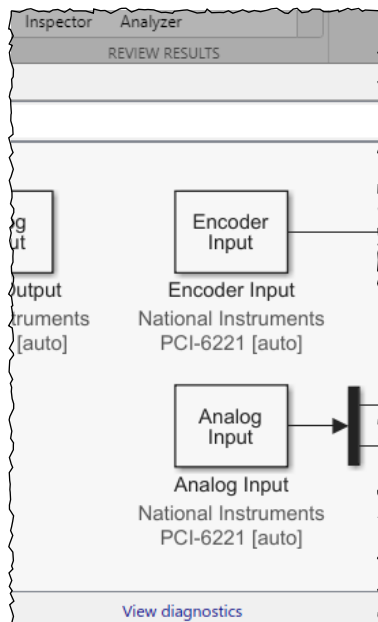 Inspector Analyzer
REVIEW RESULTS
Encoder
Input
Encoder Input
National Instruments
PCI-6221 [auto]
[auto]
Analog
Input
Analog Input
National Instruments
PCI-6221 [auto]
View diagnostics